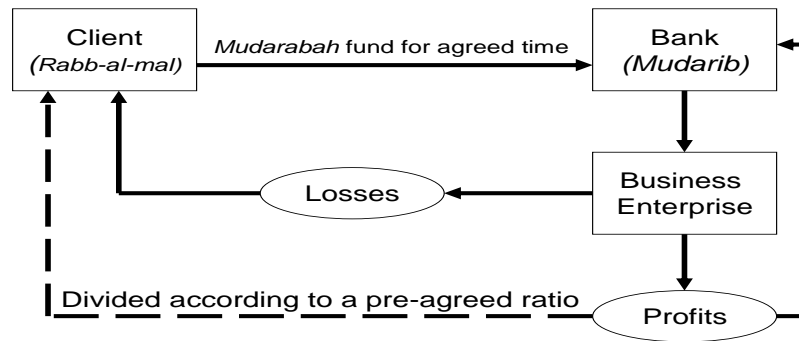 Client
(Rabb-al-mal)
Mudarabah fund for agreed time
Bank
(Mudarib)
Losses
Business
Enterprise
Divided according to a pre-agreed ratio
Profits